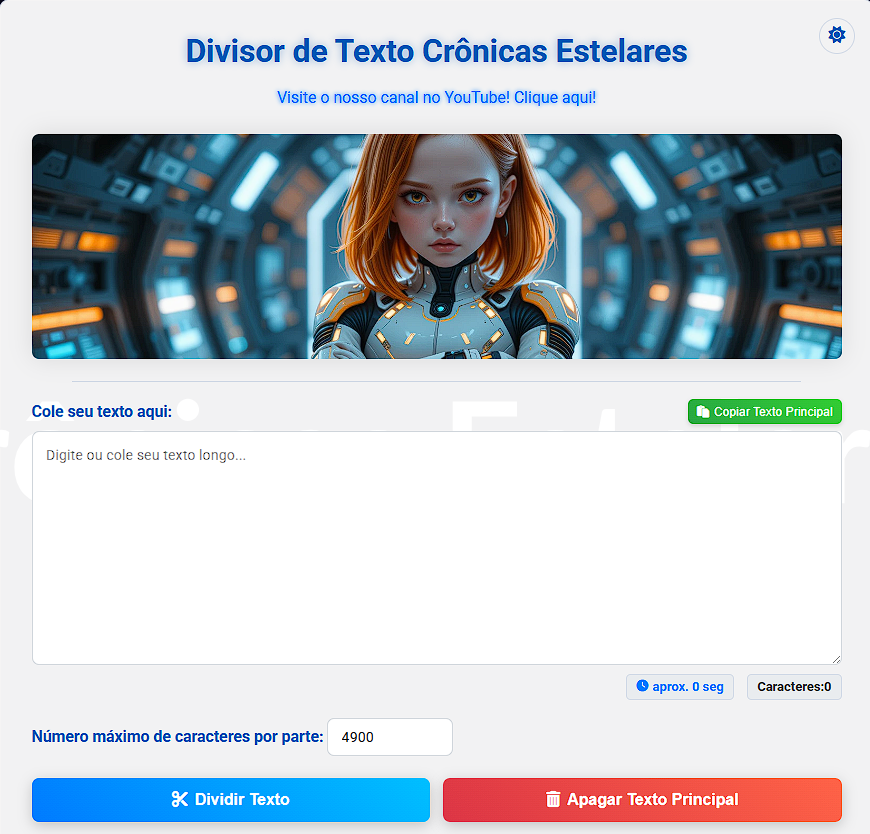 Divisor de Texto Crônicas Estelares
Visite o nosso canal no YouTube! Clique aqui!
Cole seu texto aqui:
Copiar Texto Principal
Digite ou cole seu texto longo...
aprox. 0 seg
Caracteres:0
Número máximo de caracteres por parte:
4900
Dividir Texto
Apagar Texto Principal